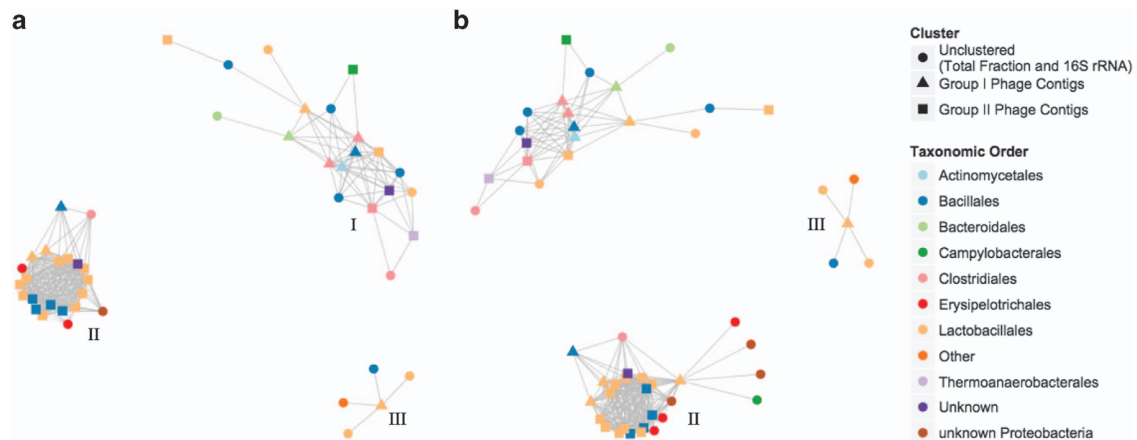 a
b
I
II
III
III
II
Cluster
Unclustered
(Total Fraction and 16S rRNA)
Group I Phage Contigs
Group II Phage Contigs
Taxonomic Order
Actinomycetales
Bacillales
Bacteroidales
Campylobacterales
Clostridiales
Erysipelotrichales
Lactobacillales
Other
Thermoanaerobacterales
Unknown
unknown Proteobacteria